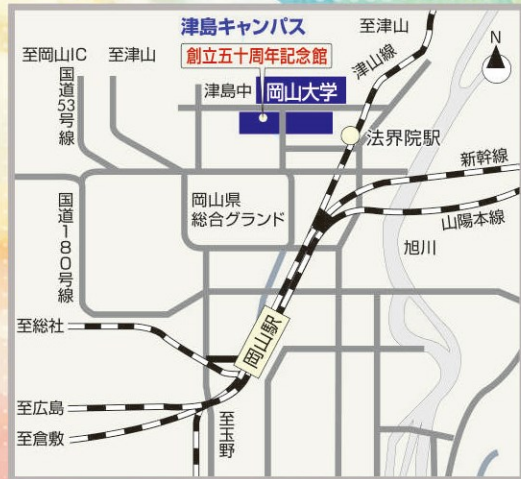 津島キャンパス
至津山
創立五十周年記念館
至岡山IC
至津山
津山線
N
国道53号線
津島中
岡山大学
法界院駅
新幹線
国道180号線
岡山県
総合グランド
山陽本線
旭川
至総社
岡山駅
至広島
至倉敷
至玉野